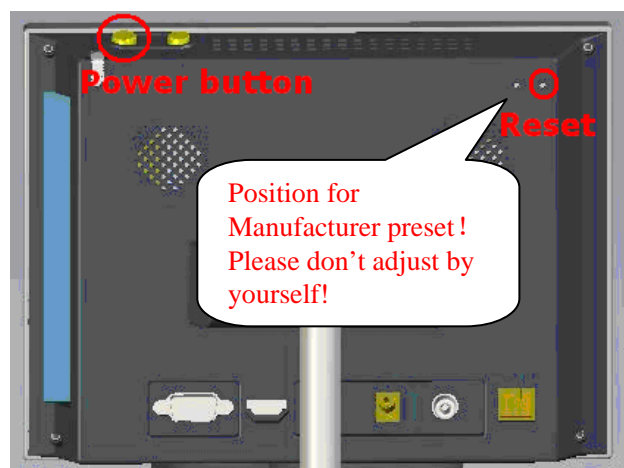 Power button
Reset
Position for
Manufacturer preset!
Please don’t adjust by
yourself!